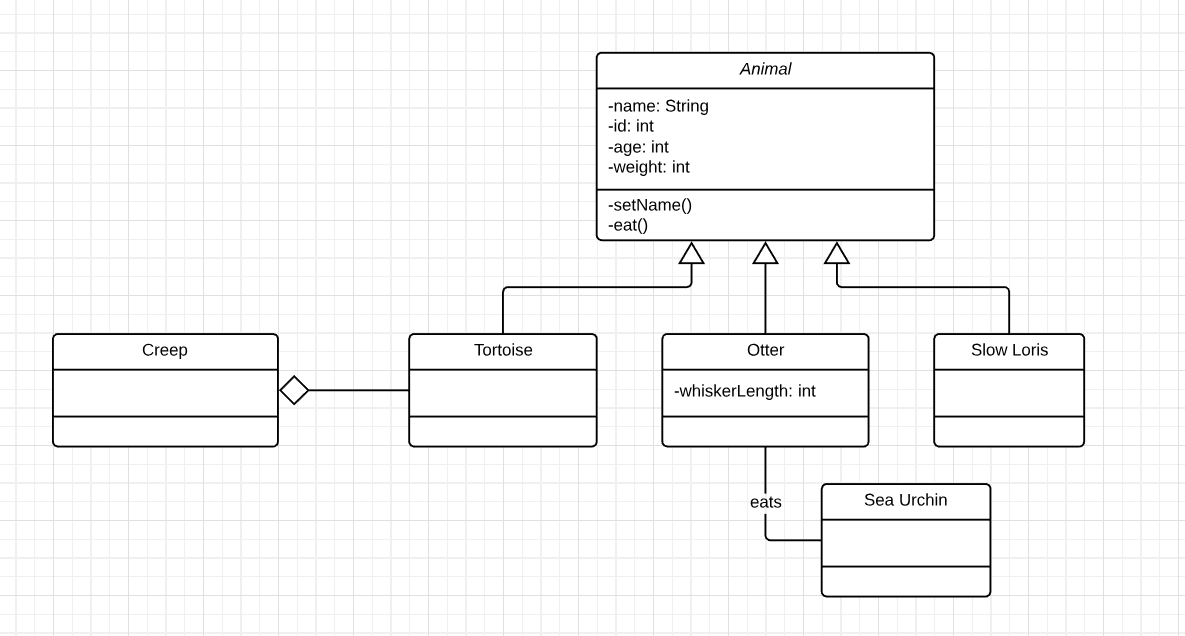 Animal
-name: String
-id: int
-age: int
-weight: int
-setName()
-eat()
Creep
Tortoise
Otter
-whiskerLength: int
Slow Loris
eats
Sea Urchin